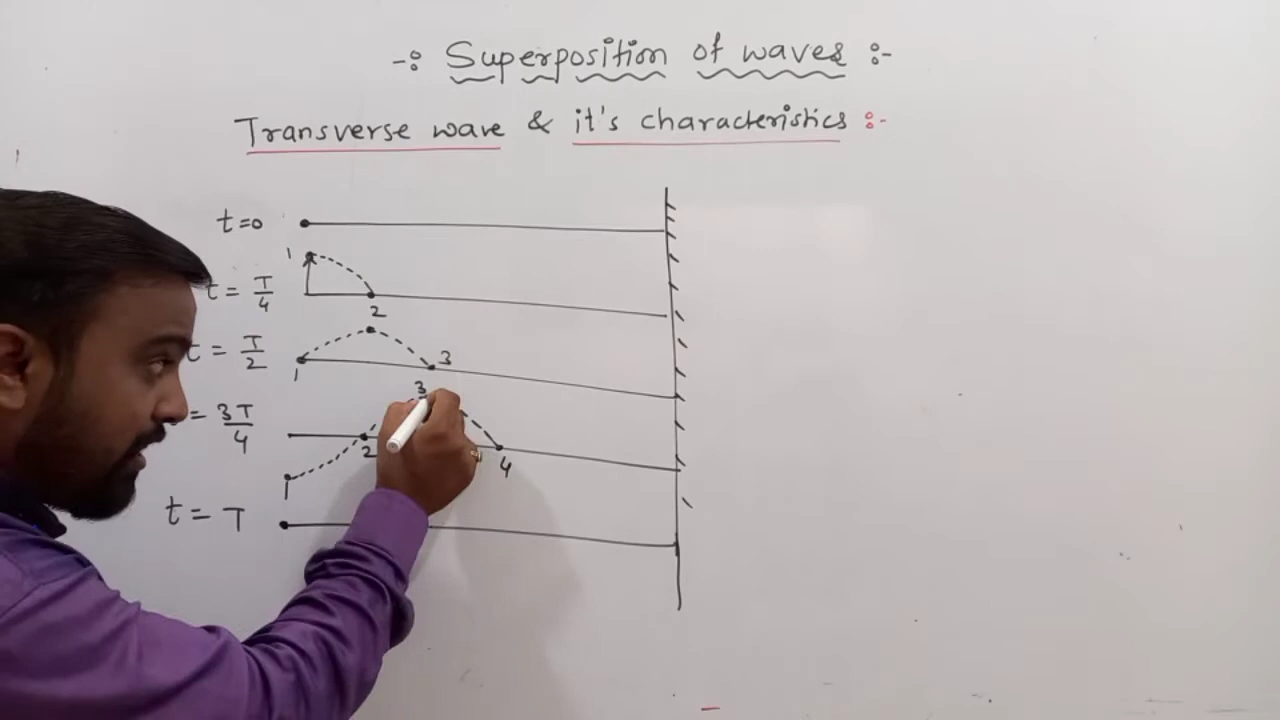 -: Superposition of waves :-
Transverse wave & it's characteristics :-
t=0
1
t= T/4
2
t= T/2
1
3
= 3T/4
3
2
4
1
t= T